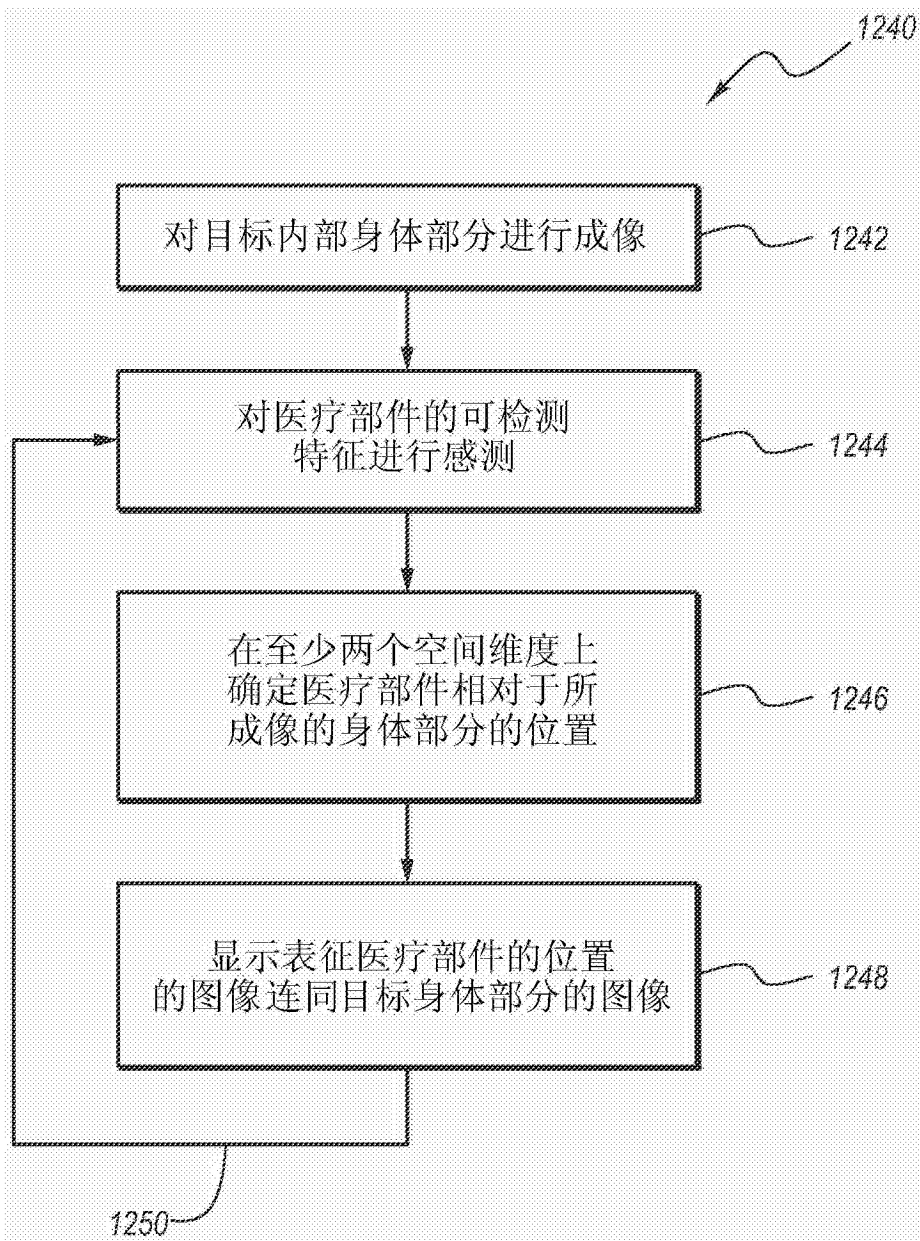 1240
对目标内部身体部分进行成像
1242
对医疗部件的可检测
特征进行感测
1244
在至少两个空间维度上
确定医疗部件相对于所
成像的身体部分的位置
1246
显示表征医疗部件的位置
的图像连同目标身体部分的图像
1248
1250